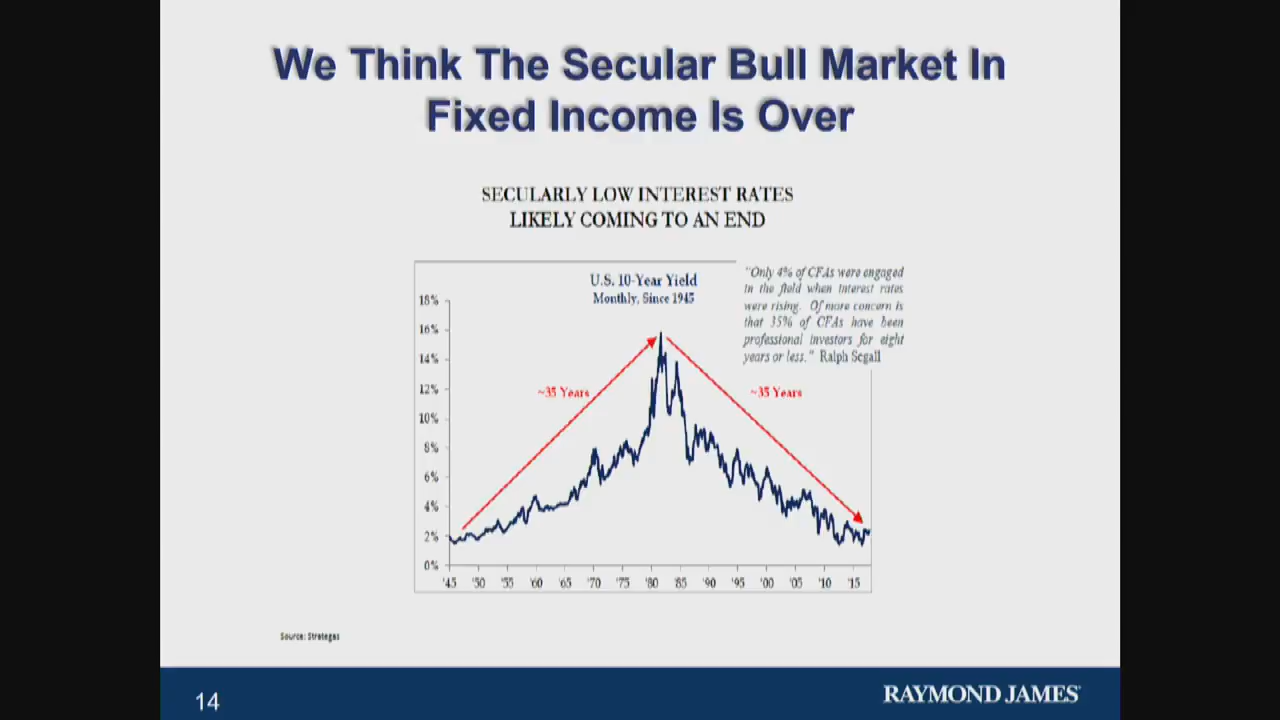 We Think The Secular Bull Market In
Fixed Income Is Over
SECULARLY LOW INTEREST RATES
LIKELY COMING TO AN END
U.S. 10-Year Yield
Monthly, Since 1945
"Only 4% of CFAs were engaged
in the field when interest rates
were rising. Of more concern is
that 35% of CFAs have been
professional investors for eight
years or less." Ralph Segall
18%
16%
14%
12%
10%
8%
6%
4%
2%
0%
~35 Years
~35 Years
'45 '50 '55 '60 '65 '70 '75 '80 '85 '90 '95 '00 '05 '10 '15
Source: Strategas
14
RAYMOND JAMES